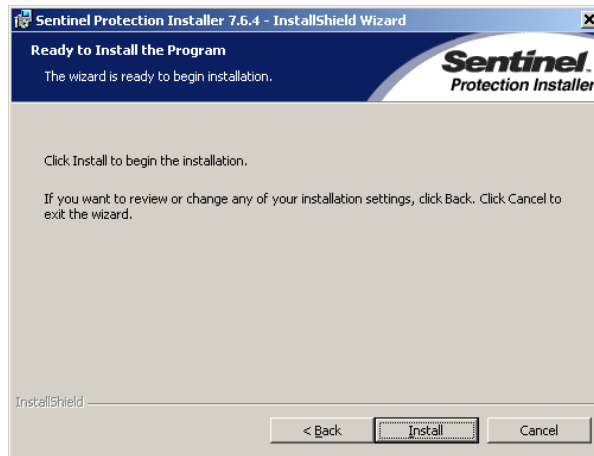 Sentinel Protection Installer 7.6.4 - InstallShield Wizard
Ready to Install the Program
The wizard is ready to begin installation.
Sentinel.
Protection Installer
Click Install to begin the installation.
If you want to review or change any of your installation settings, click Back. Click Cancel to
exit the wizard.
InstallShield
< Back
Install
Cancel